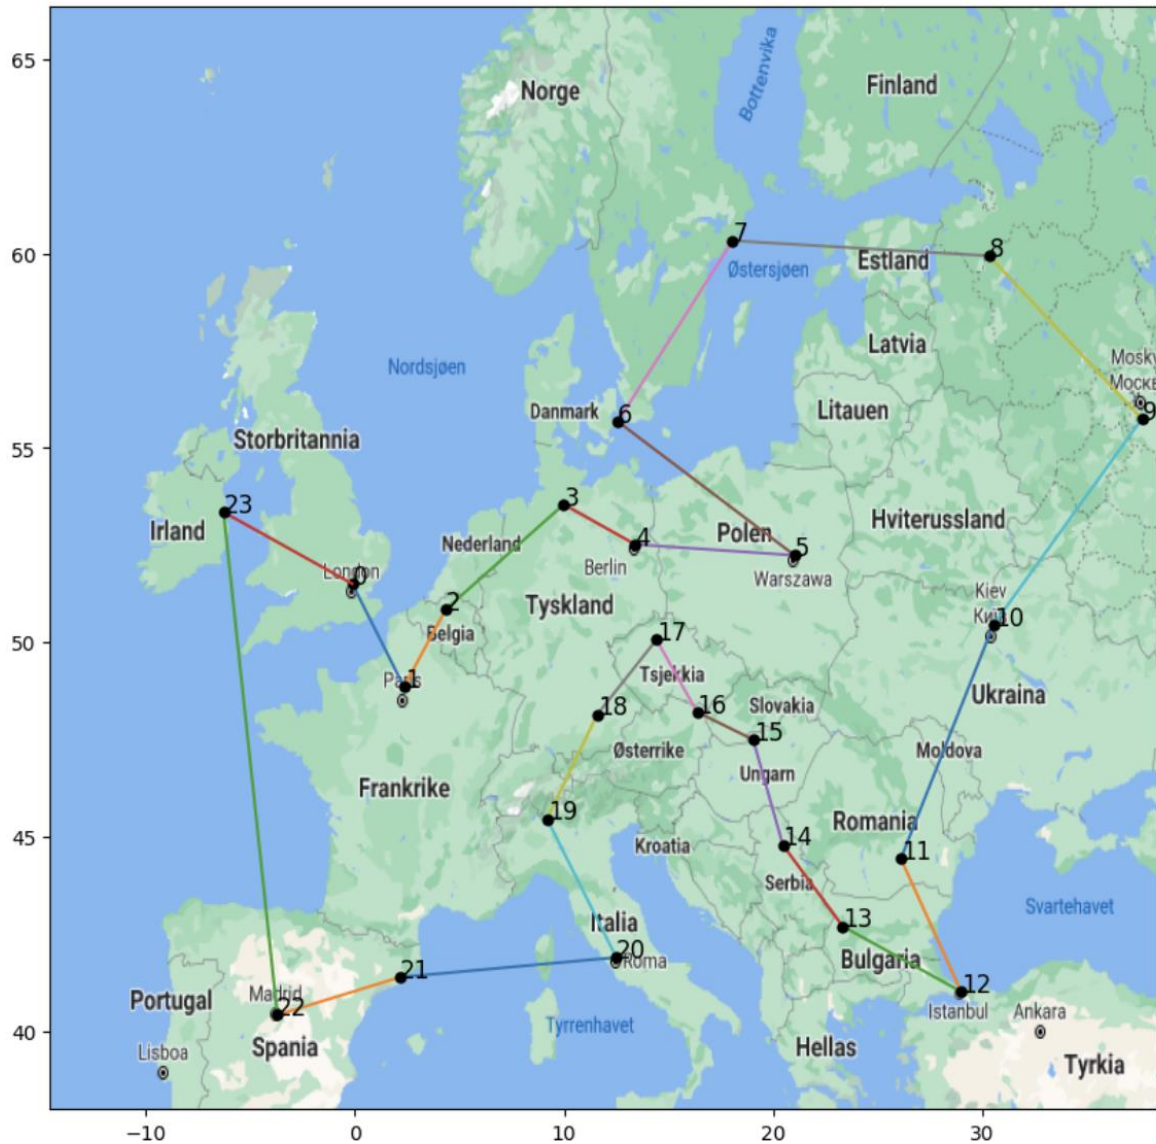 65
Norge
Bottenvika
Finland
60
7
8
Østersjøen
Estland
Nordsjøen
Latvia
Mosky
Москв
55
Danmark
6
Litauen
9
Storbritannia
23
Irland
3
Nederland
4
Polen
5
Hviterussland
London
0
Berlin
Warszawa
2
Tyskland
Kiev
10
50
Belgia
17
1
Tsjekkia
Ukraina
18
16
Slovakia
15
Østerrike
Moldova
Frankrike
Ungarn
19
Romania
45
14
Kroatia
11
Serbia
Svartehavet
Italia
13
20
Roma
Bulgaria
21
Portugal
Madrid
22
12
40
Tyrrenhavet
Istanbul
Ankara
Lisboa
Spania
Hellas
Tyrkia
−10
0
10
20
30